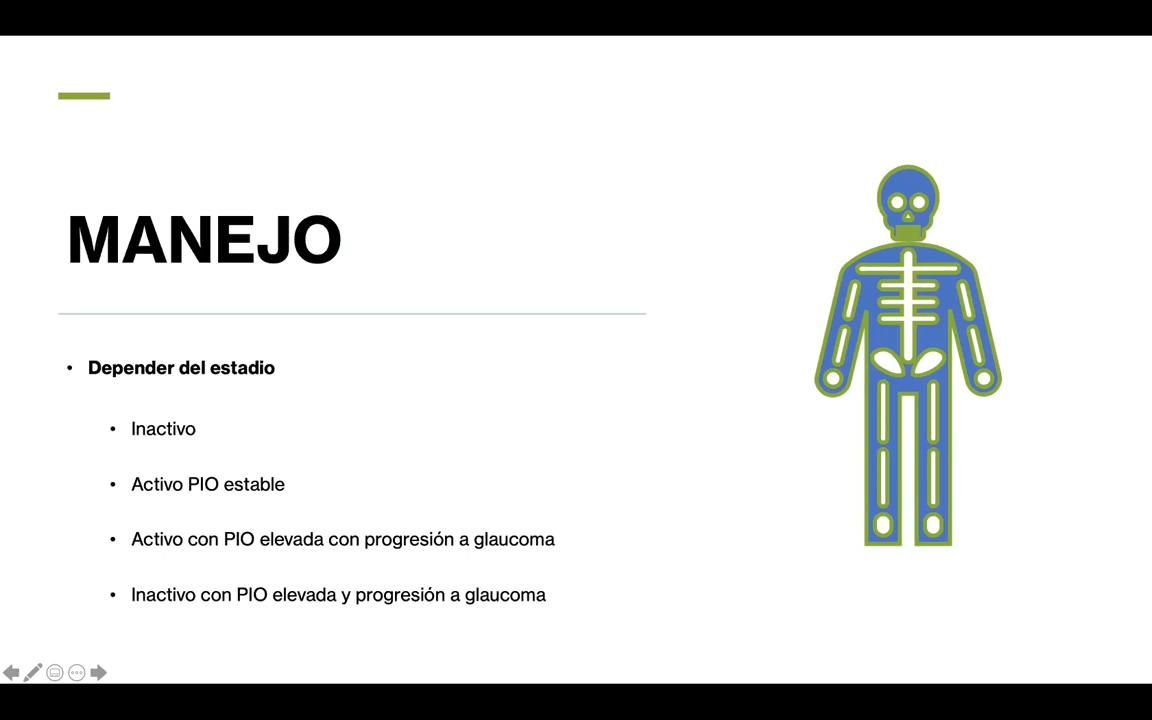 MANEJO
• Depender del estadio
• Inactivo
• Activo PIO estable
• Activo con PIO elevada con progresión a glaucoma
• Inactivo con PIO elevada y progresión a glaucoma